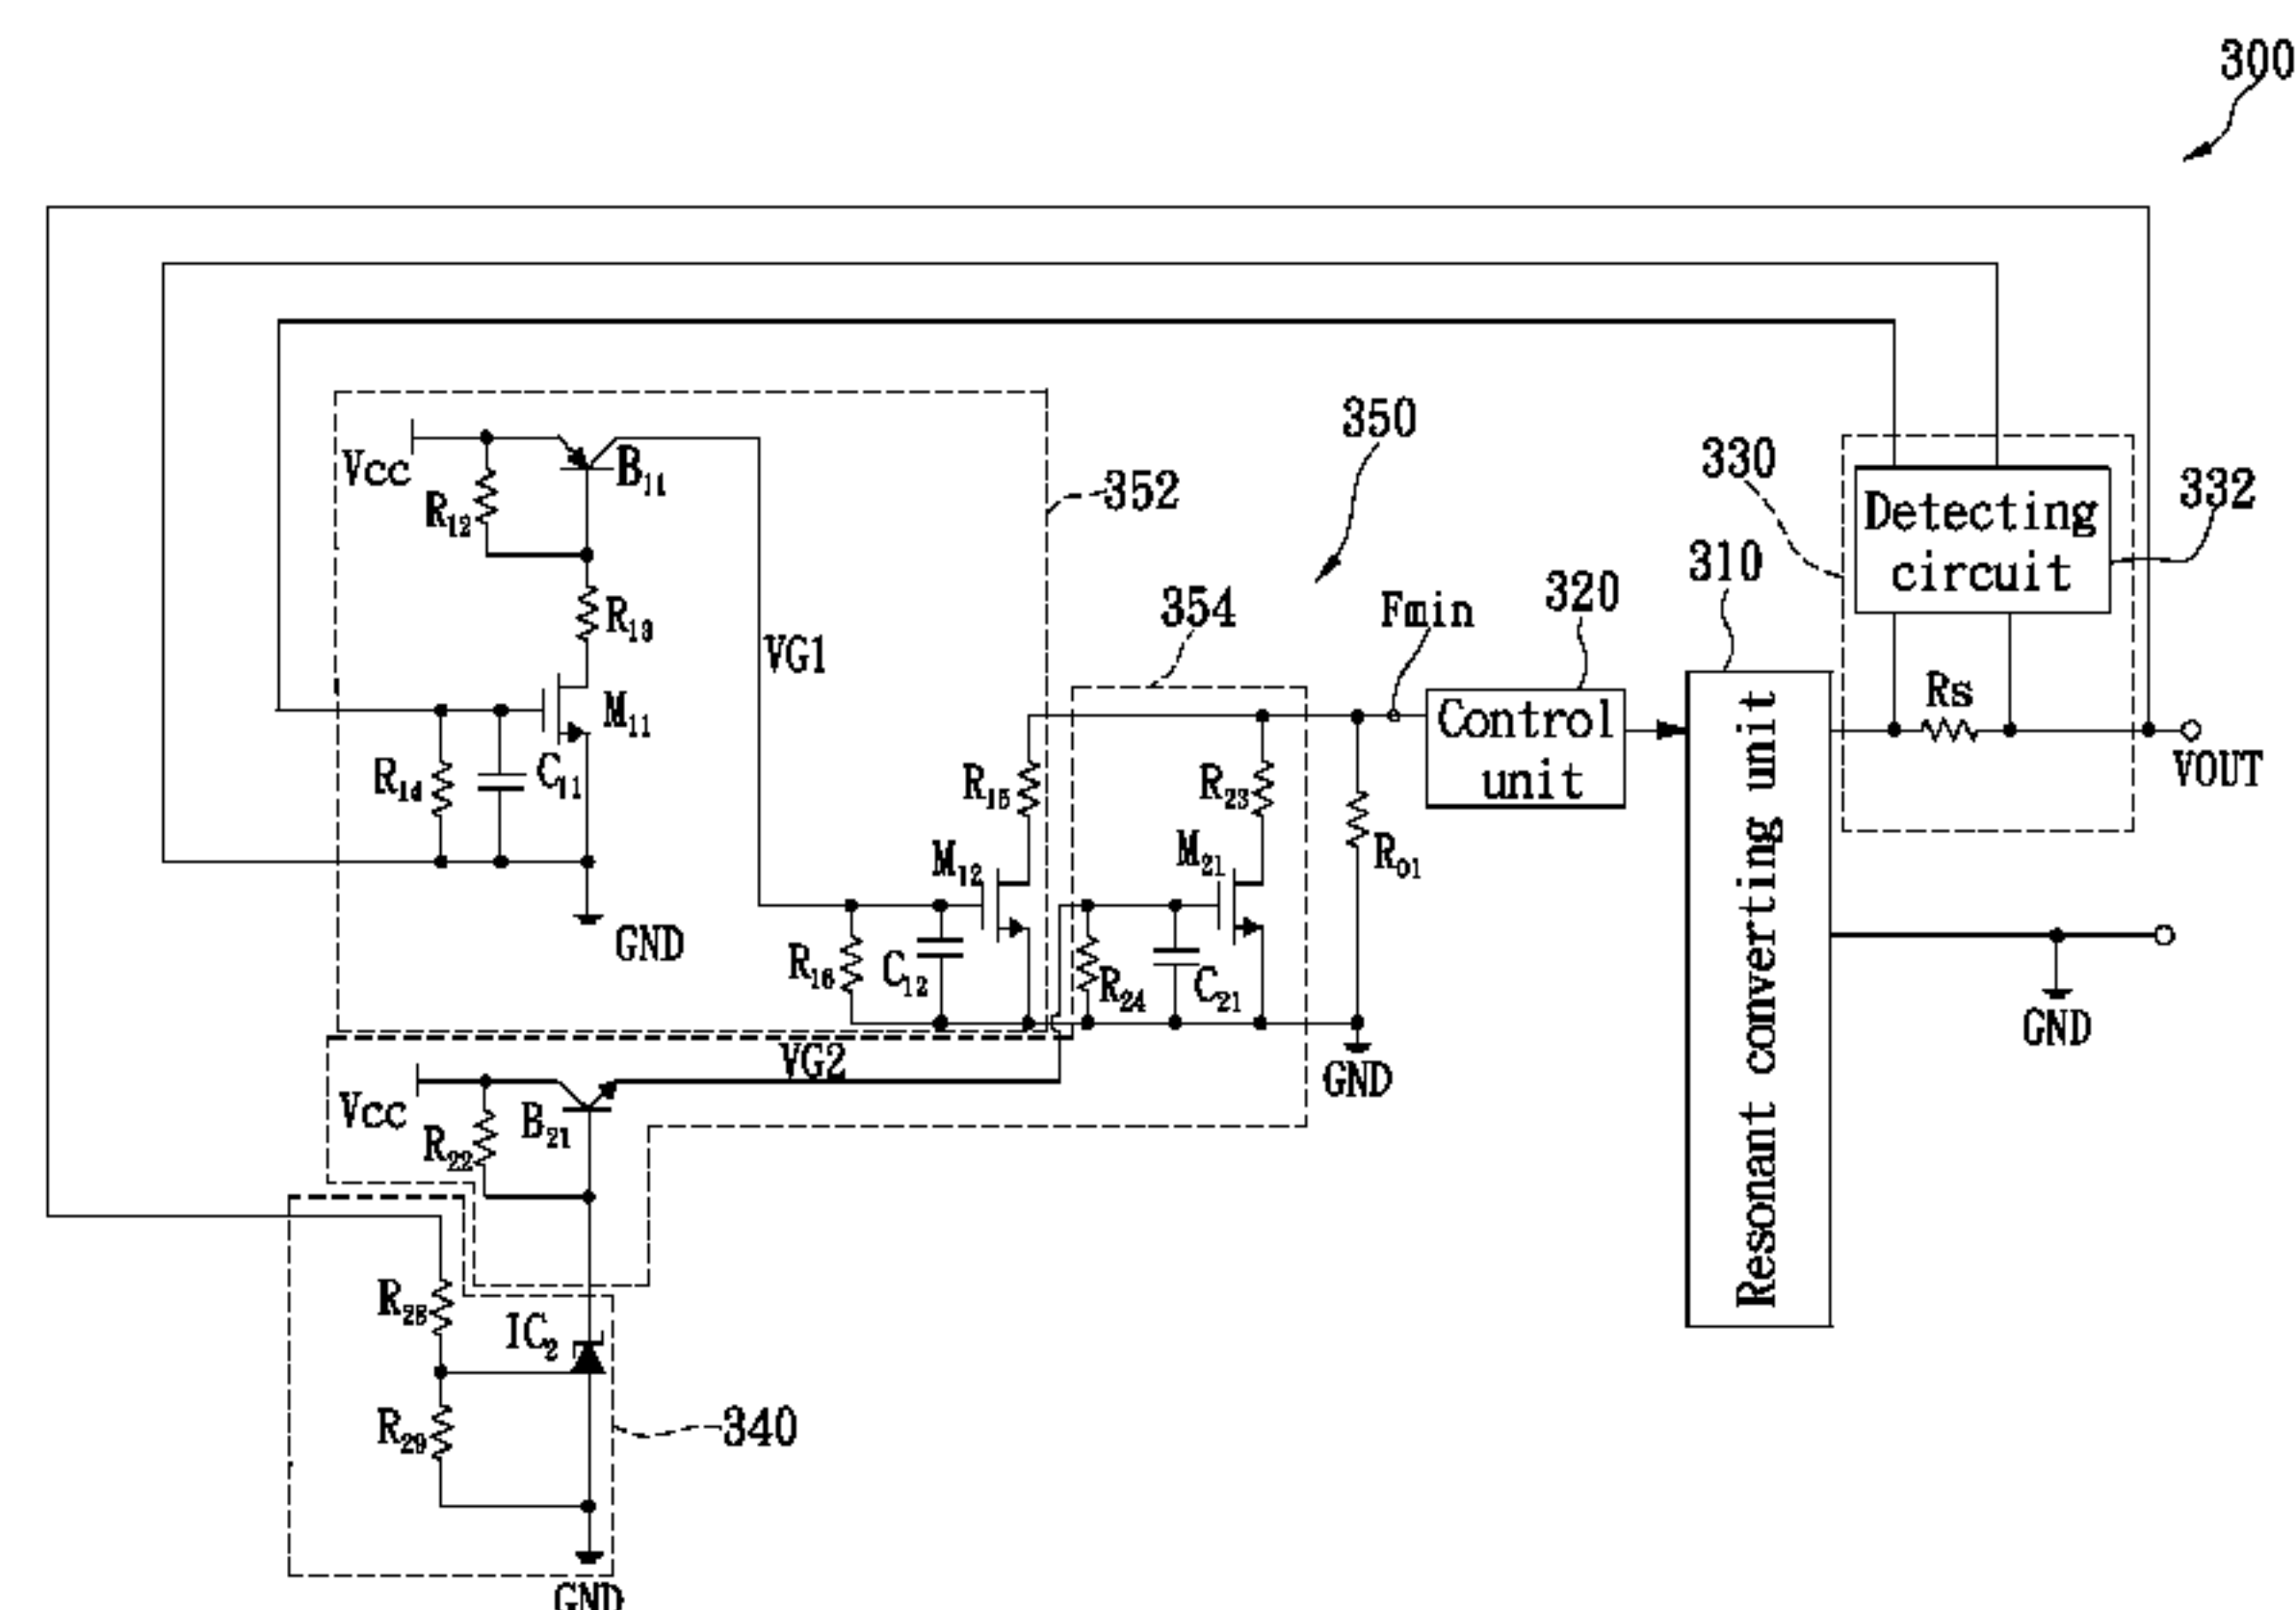 300
350
Vcc
B11
R12
352
330
332
Detecting
circuit
R13
VG1
354
Fmin
320
310
M11
Control
unit
Rs
VOUT
R14
C11
R15
R23
M12
M21
R01
Resonant converting unit
GND
R16
C12
R24
C21
GND
VG2
GND
Vcc
R22
B21
R28
IC2
R29
340
GND